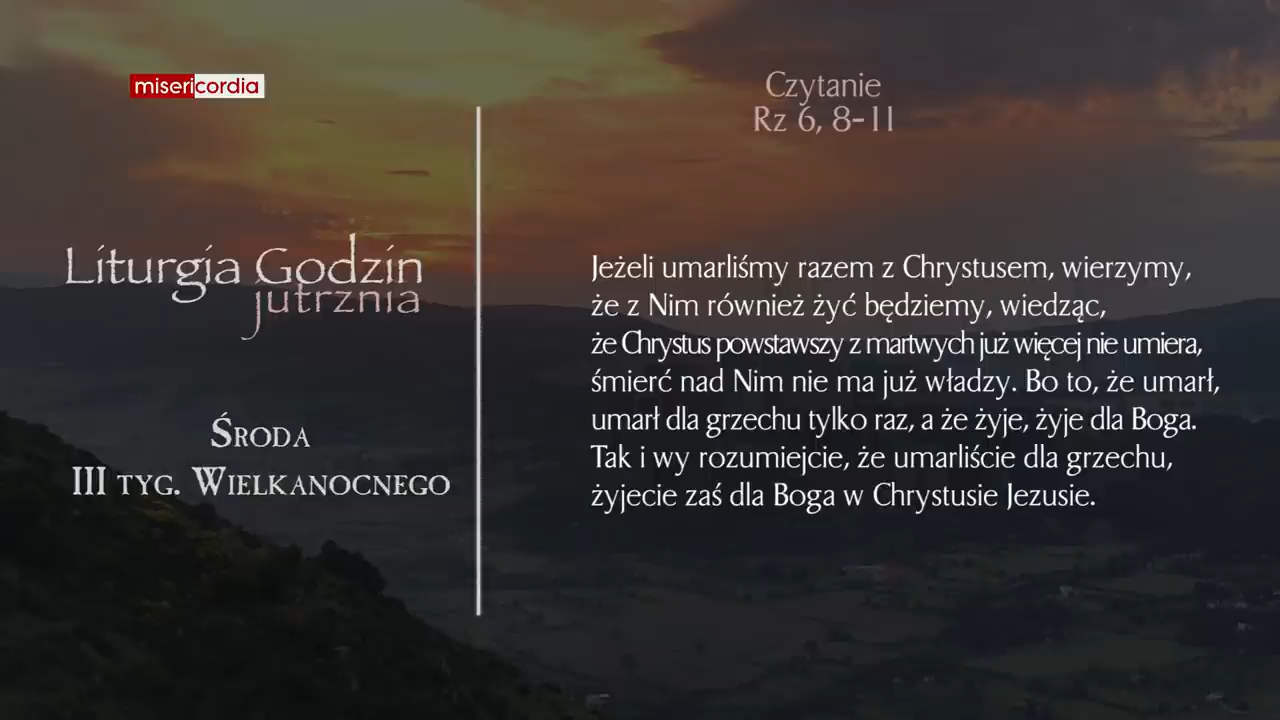 misericordia
Liturgia Godzin
jutrznia
Środa
III tyg. Wielkanocnego
Czytanie
Rz 6, 8-11
Jeżeli umarliśmy razem z Chrystusem, wierzymy,
że z Nim również żyć będziemy, wiedząc,
że Chrystus powstawszy z martwych już więcej nie umiera,
śmierć nad Nim nie ma już władzy. Bo to, że umarł,
umarł dla grzechu tylko raz, a że żyje, żyje dla Boga.
Tak i wy rozumiejcie, że umarliście dla grzechu,
żyjecie zaś dla Boga w Chrystusie Jezusie.